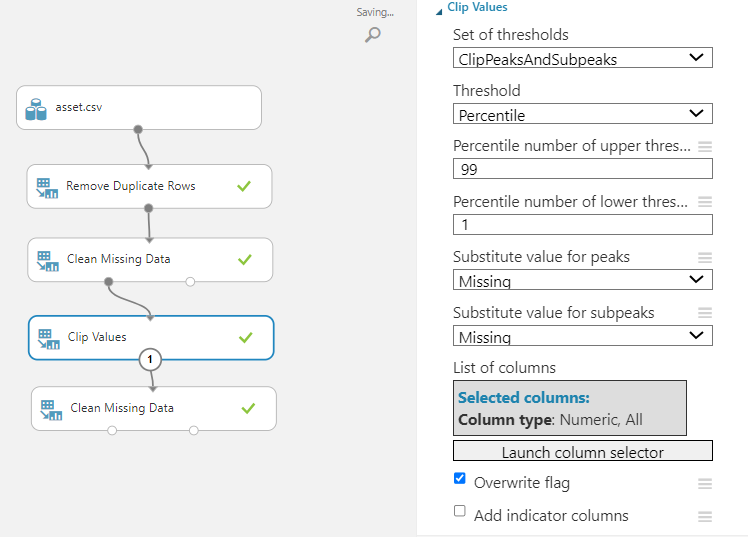 Saving...
asset.csv
Remove Duplicate Rows
Clean Missing Data
Clip Values
1
Clean Missing Data
Clip Values
Set of thresholds
ClipPeaksAndSubpeaks
Threshold
Percentile
Percentile number of upper thres...
99
Percentile number of lower thres...
1
Substitute value for peaks
Missing
Substitute value for subpeaks
Missing
List of columns
Selected columns:
Column type: Numeric, All
Launch column selector
Overwrite flag
Add indicator columns